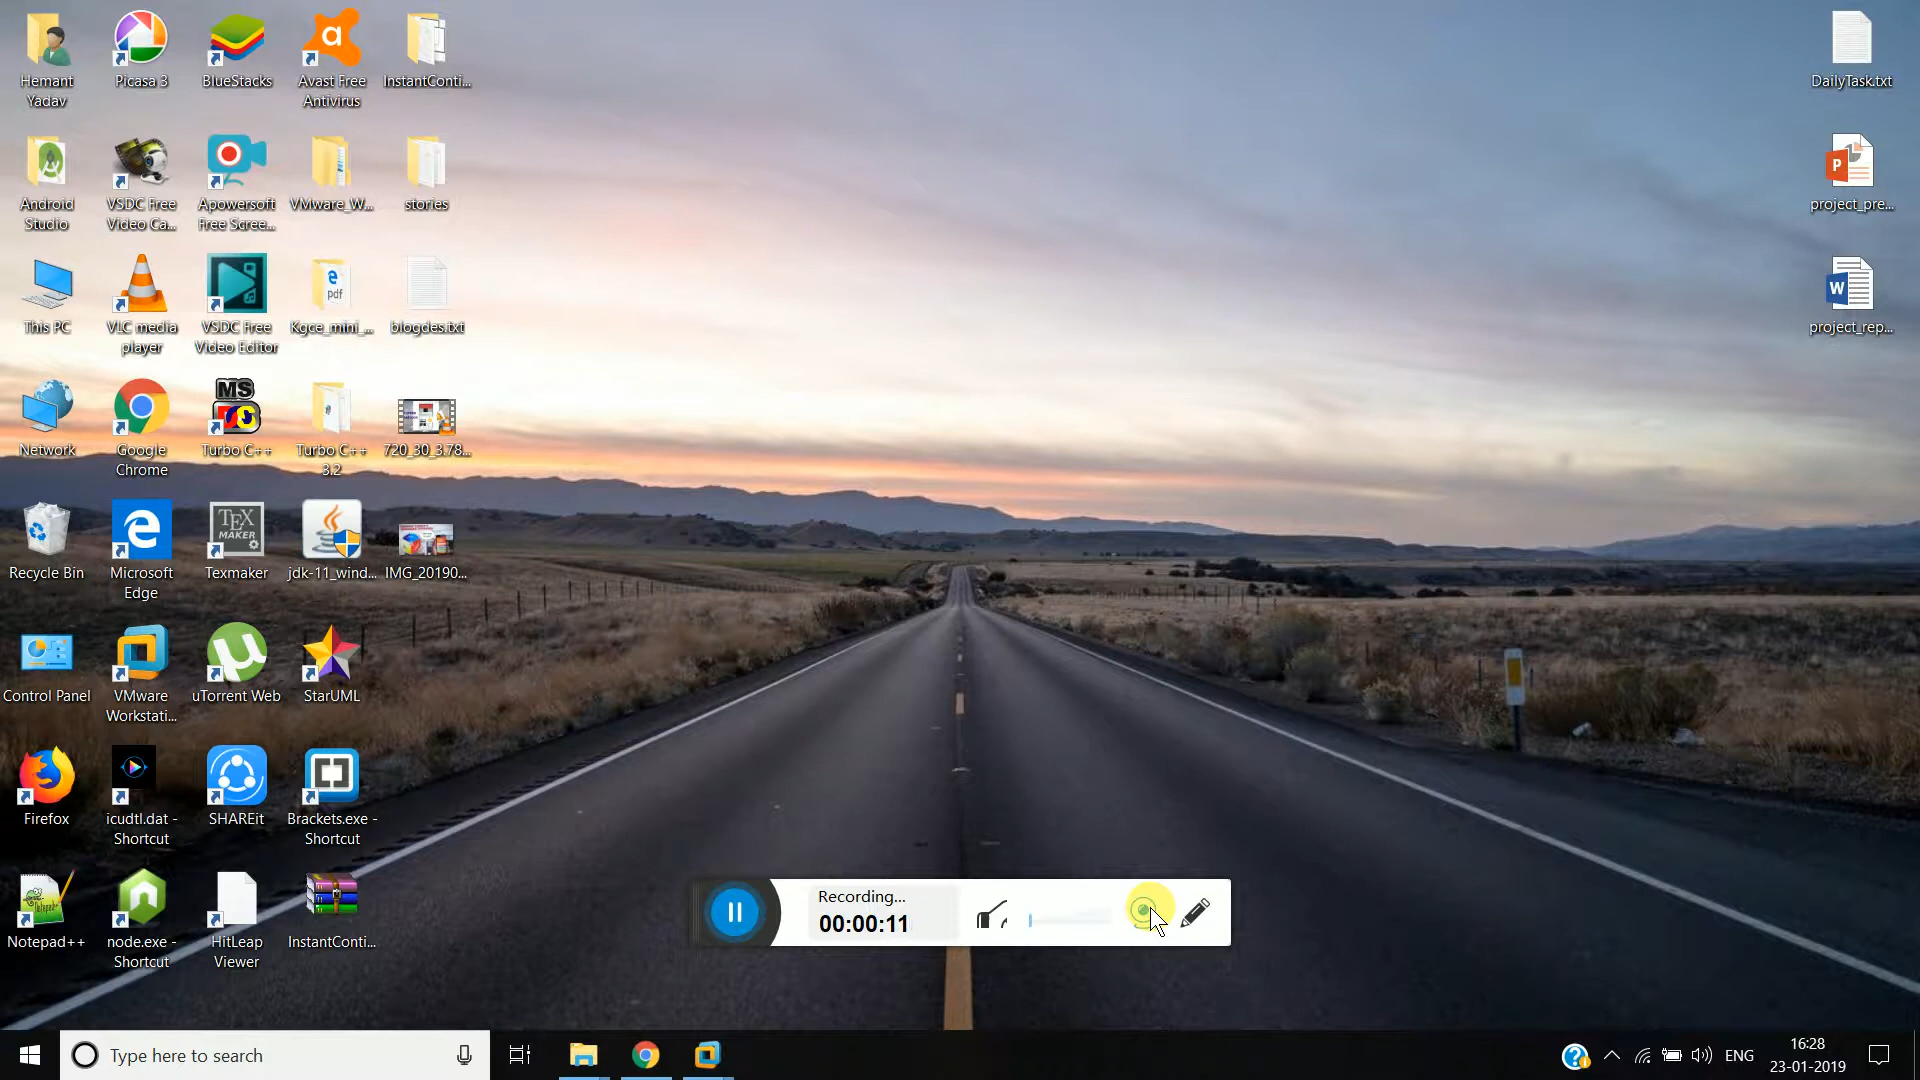 Hemant
Yadav
Picasa 3
BlueStacks
Avast Free
Antivirus
InstantConti...
DailyTask.txt
Android
Studio
VSDC Free
Video Ca...
Apowersoft
Free Scree...
VMware_W...
stories
P
project_pre...
This PC
VLC media
player
VSDC Free
Video Editor
e
pdf
Kgce_mini_...
blogdes.txt
W
project_rep...
Network
Google
Chrome
MS
Turbo C++
Turbo C++
3.2
720_30_3.78...
Recycle Bin
Microsoft
Edge
TEX
MAKER
Texmaker
jdk-11_wind...
IMG_20190...
Control Panel
VMware
Workstati...
uTorrent Web
StarUML
Firefox
icudtl.dat -
Shortcut
SHAREit
Brackets.exe -
Shortcut
Notepad++
node.exe -
Shortcut
HitLeap
Viewer
InstantConti...
Recording...
00:00:11
Type here to search
ENG
16:28
23-01-2019